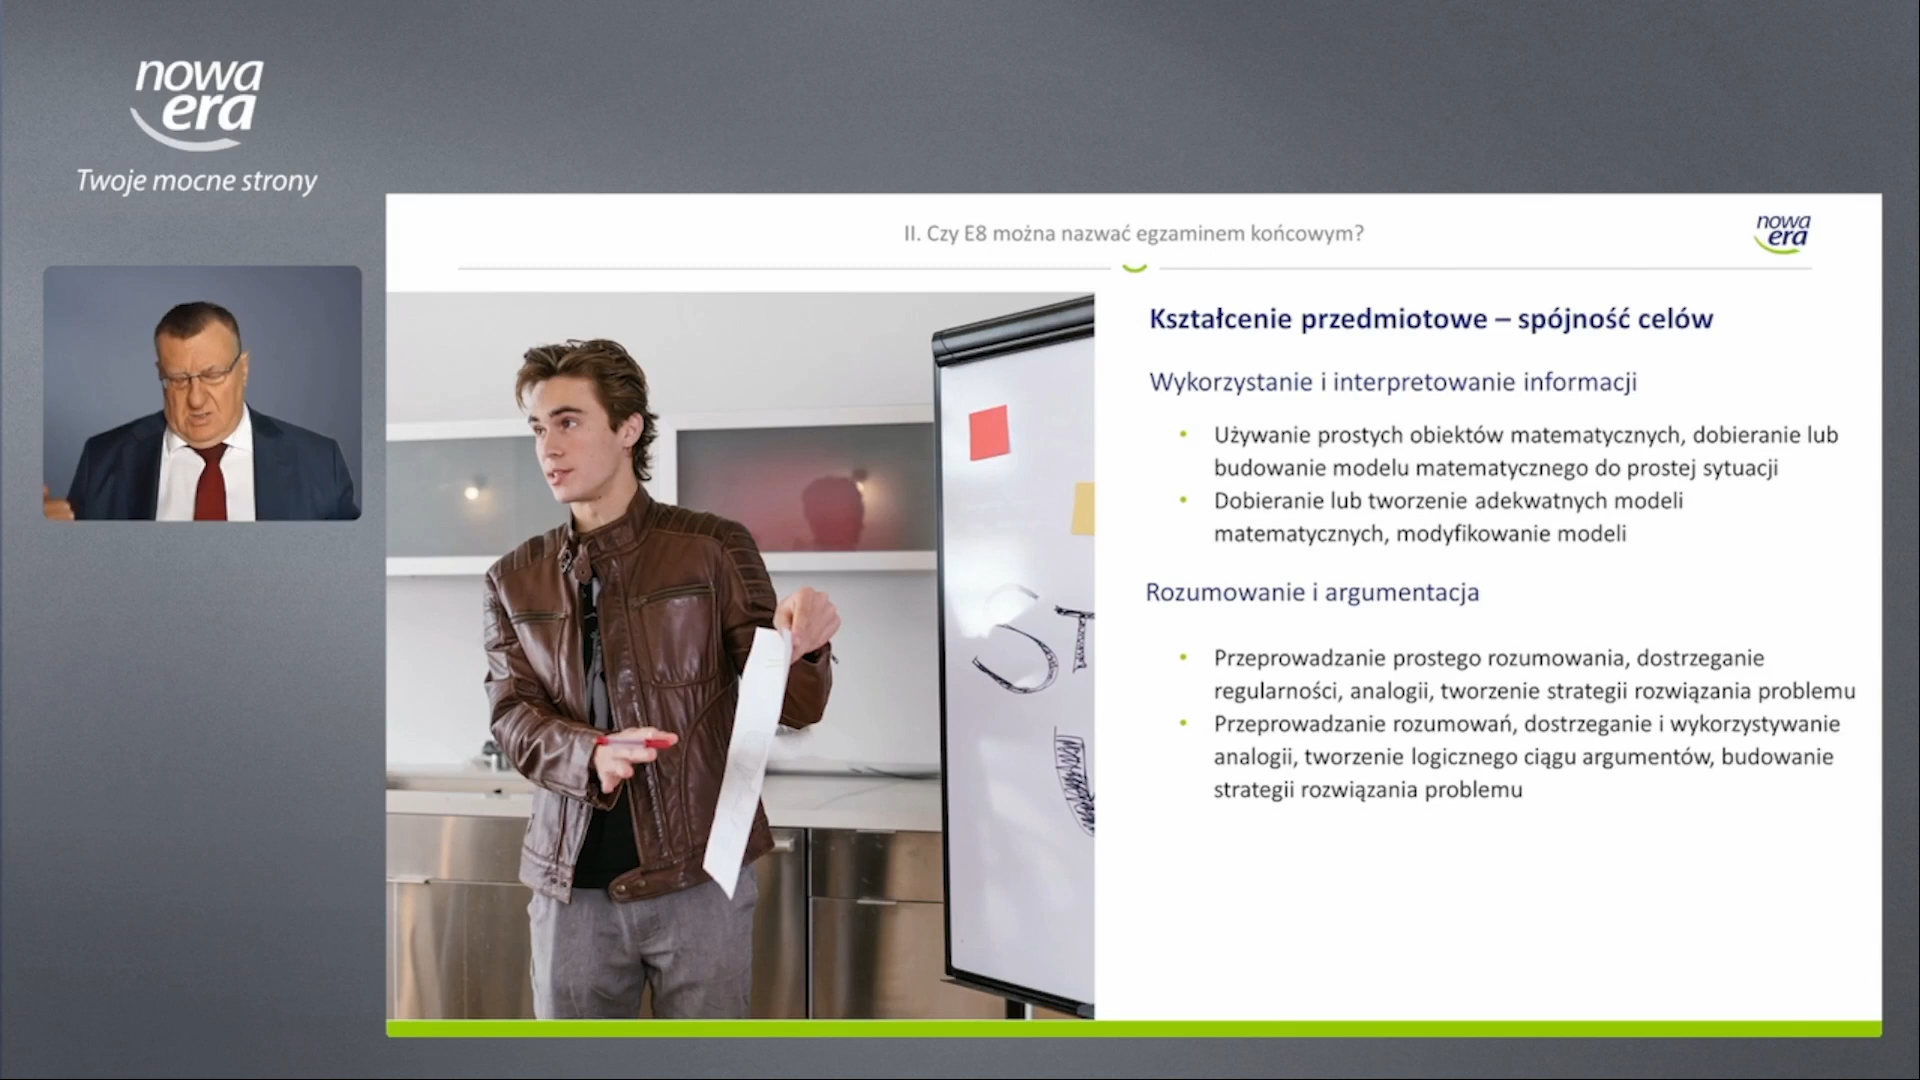 nowa
era
Twoje mocne strony
II. Czy E8 można nazwać egzaminem końcowym?
nowa
era
Kształcenie przedmiotowe – spójność celów
Wykorzystanie i interpretowanie informacji
• Używanie prostych obiektów matematycznych, dobieranie lub
budowanie modelu matematycznego do prostej sytuacji
• Dobieranie lub tworzenie adekwatnych modeli
matematycznych, modyfikowanie modeli
Rozumowanie i argumentacja
• Przeprowadzanie prostego rozumowania, dostrzeganie
regularności, analogii, tworzenie strategii rozwiązania problemu
• Przeprowadzanie rozumowań, dostrzeganie i wykorzystywanie
analogii, tworzenie logicznego ciągu argumentów, budowanie
strategii rozwiązania problemu